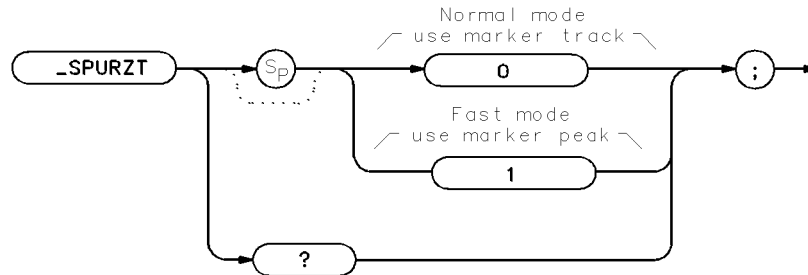 Normal mode
use marker track
_SPURZT
Sp
0
;
Fast mode
use marker peak
1
?